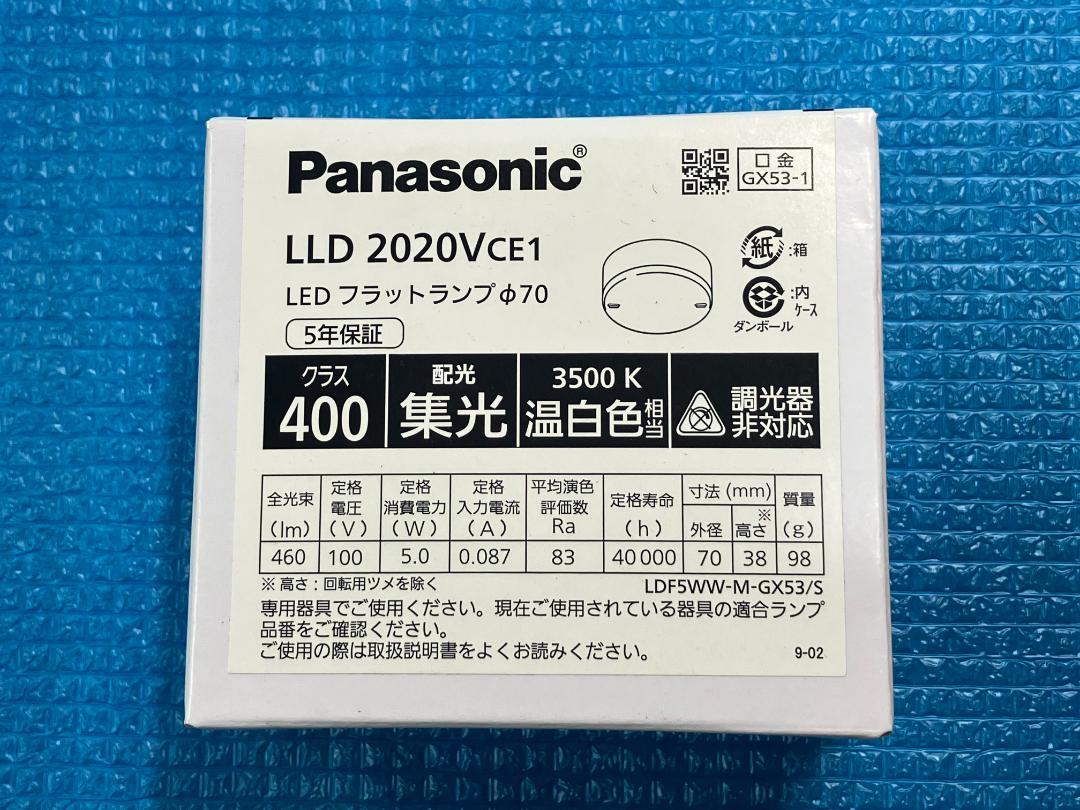 Panasonic®
口金
GX53-1
LLD 2020VCE1
LED フラットランプφ70
5年保証
紙 :箱
:内ケース
ダンボール
クラス
400
配光
集光
3500 K
温白色相当
調光器
非対応
全光束
(lm)
定格
電圧
(V)
定格
消費電力
(W)
定格
入力電流
(A)
平均演色
評価数
Ra
定格寿命
(h)
寸法 (mm)
外径
高さ※
質量
(g)
460 100 5.0 0.087 83 40000 70 38 98
※高さ:回転用ツメを除く
LDF5WW-M-GX53/S
専用器具でご使用ください。現在ご使用されている器具の適合ランプ
品番をご確認ください。
ご使用の際は取扱説明書をよくお読みください。
9-02